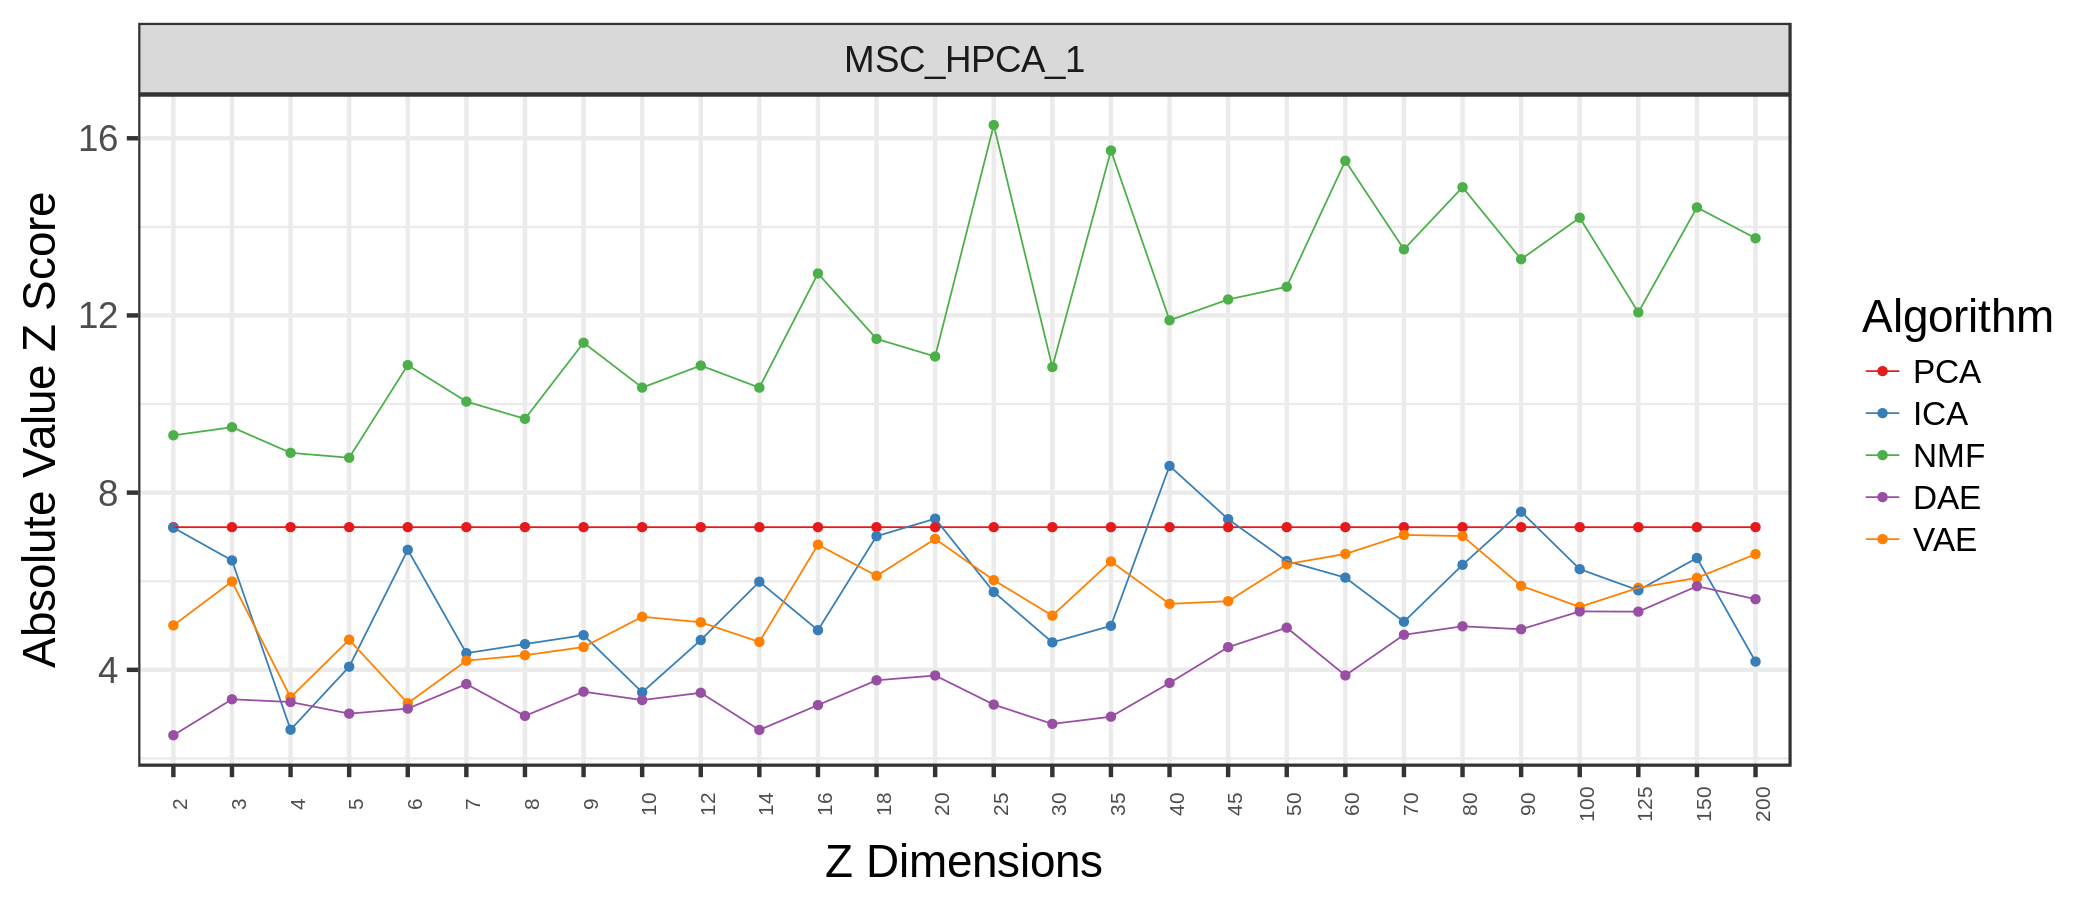 MSC_HPCA_1
Absolute Value Z Score
16
12
8
4
2 3 4 5 6 7 8 9 10 12 14 16 18 20 25 30 35 40 45 50 60 70 80 90 100 125 150 200
Z Dimensions
Algorithm
PCA
ICA
NMF
DAE
VAE